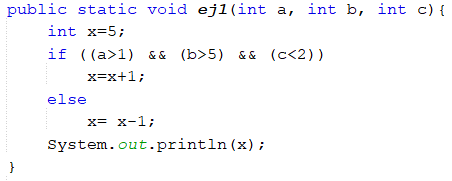 public static void ej1(int a, int b, int c){
int x=5;
if ((a>1) && (b>5) && (c<2))
x=x+1;
else
x= x-1;
System.out.println(x);
}